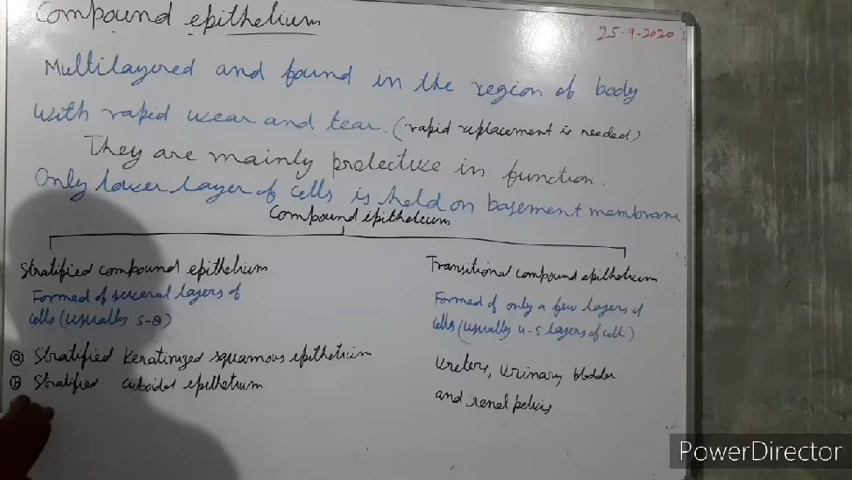 Compound epithelium
25-9-2020
Multilayered and found in the region of body
with rapid wear and tear. (rapid replacement is needed)
They are mainly protective in function.
Only lower layer of cells is held on basement membrane
Compound epithelium
Stratified compound epithelium
Formed of several layers of
cells (usually 5-8)
(a) Stratified Keratinized squamous epithelium
(b) Stratified cuboidal epithelium
Transitional compound epithelium
Formed of only a few layers of
cells (usually 4-5 layers of cell)
Ureters, Urinary bladder
and renal pelvis
PowerDirector